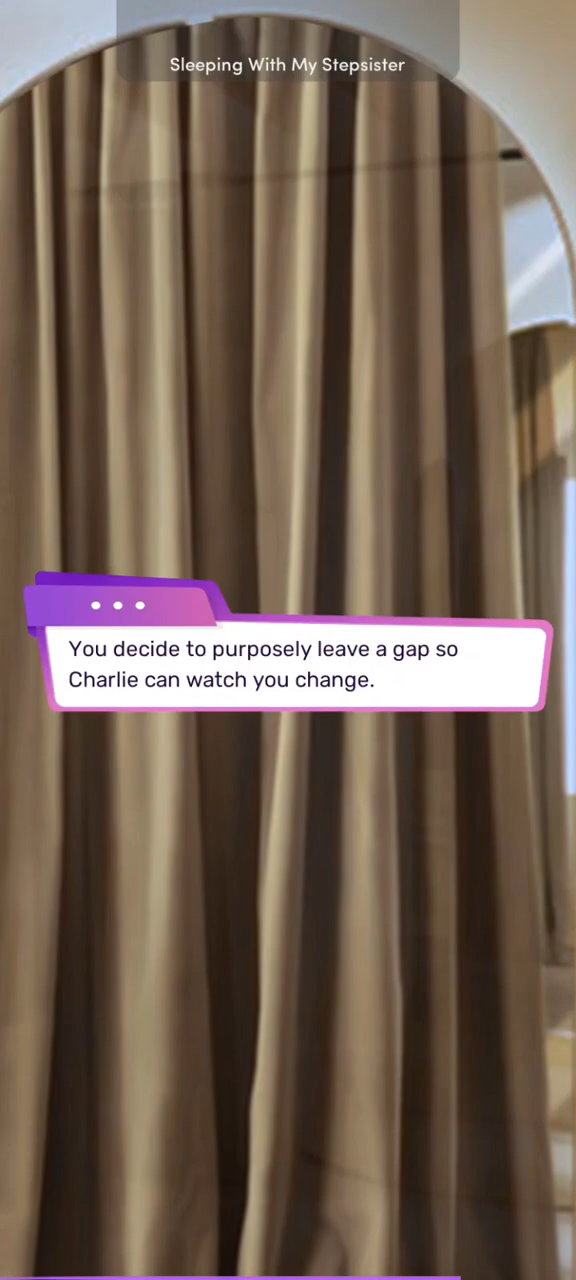 Sleeping With My Stepsister
You decide to purposely leave a gap so
Charlie can watch you change.